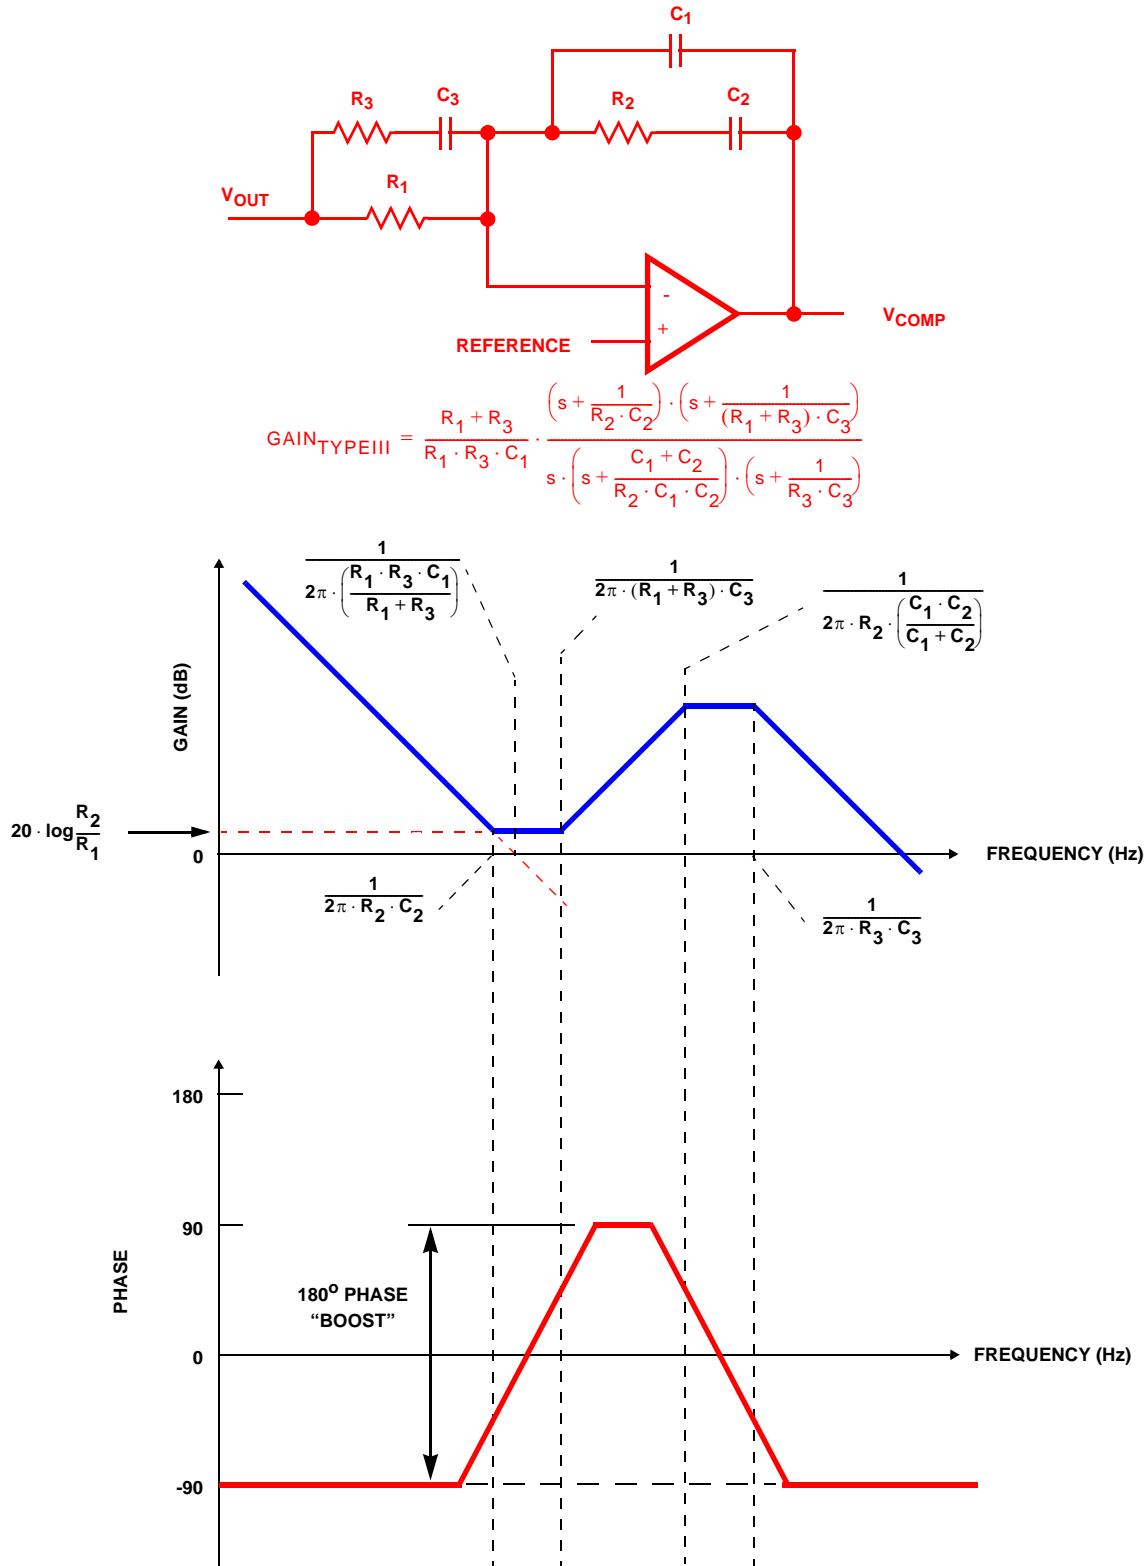 C1
R3 C3 R2 C2
R1
VOUT
-
+
VCOMP
REFERENCE
GAINTYPEIII = (R1 + R3)/(R1 · R3 · C1) · ((s + 1/(R2 · C2)) · (s + 1/((R1 + R3) · C3)))/(s · (s + (C1 + C2)/(R2 · C1 · C2)) · (s + 1/(R3 · C3)))
1/(2π · ((R1 · R3 · C1)/(R1 + R3)))
1/(2π · (R1 + R3) · C3)
1/(2π · R2 · ((C1 · C2)/(C1 + C2)))
GAIN (dB)
20 · log R2/R1
0
FREQUENCY (Hz)
1/(2π · R2 · C2)
1/(2π · R3 · C3)
180
90
PHASE
180o PHASE
“BOOST”
0
FREQUENCY (Hz)
-90